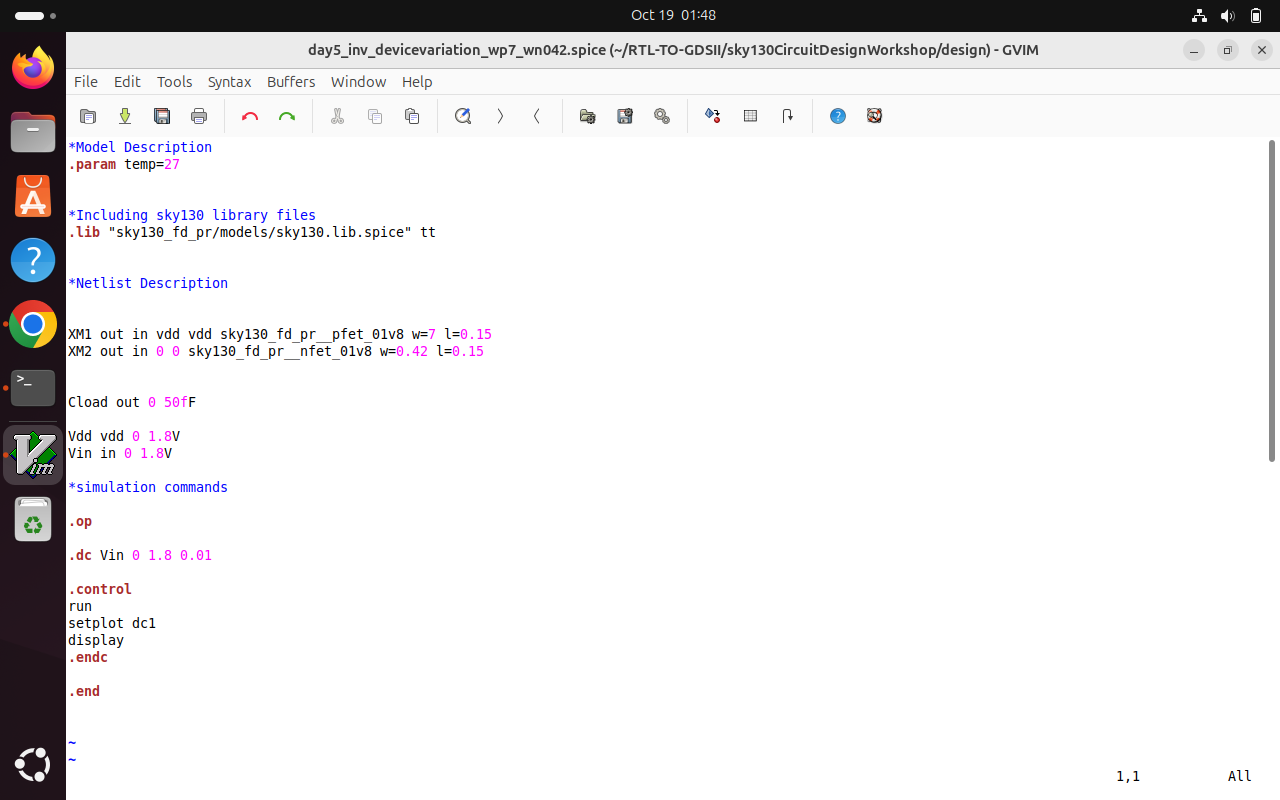 Oct 19 01:48
day5_inv_devicevariation_wp7_wn042.spice (~/RTL-TO-GDSII/sky130CircuitDesignWorkshop/design) - GVIM
File Edit Tools Syntax Buffers Window Help
*Model Description
.param temp=27
*Including sky130 library files
.lib "sky130_fd_pr/models/sky130.lib.spice" tt
*Netlist Description
XM1 out in vdd vdd sky130_fd_pr__pfet_01v8 w=7 l=0.15
XM2 out in 0 0 sky130_fd_pr__nfet_01v8 w=0.42 l=0.15
Cload out 0 50fF
Vdd vdd 0 1.8V
Vin in 0 1.8V
*simulation commands
.op
.dc Vin 0 1.8 0.01
.control
run
setplot dc1
display
.endc
.end
~
~
1,1 All